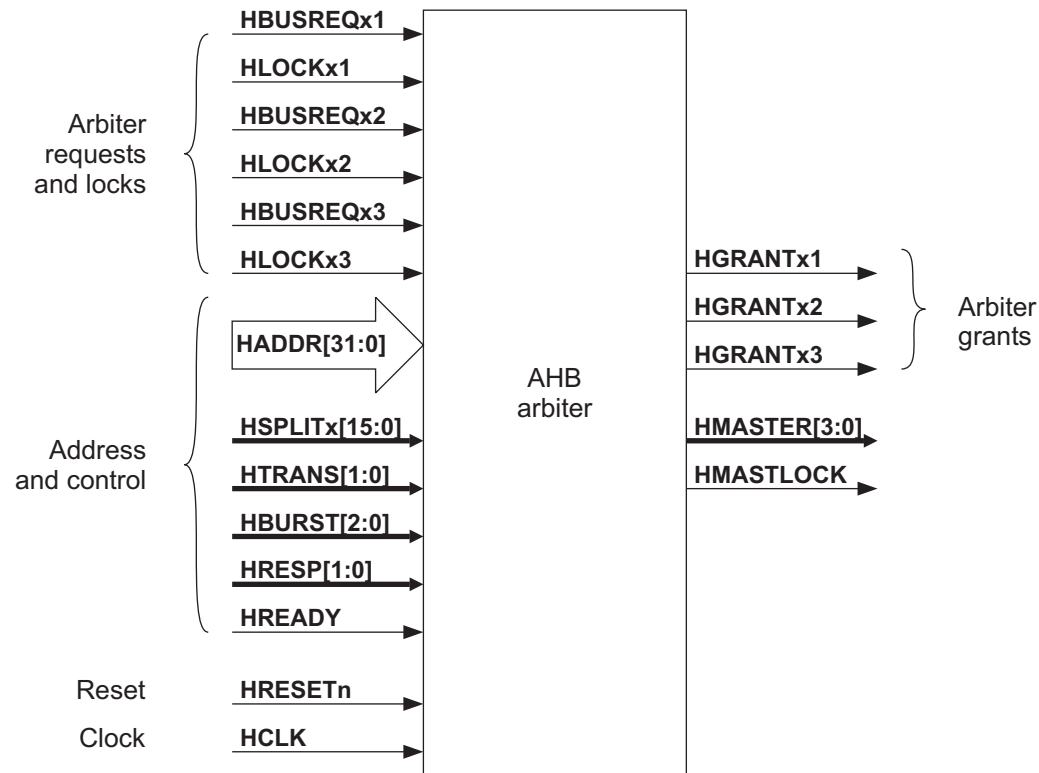 HBUSREQx1
HLOCKx1
HBUSREQx2
HLOCKx2
HBUSREQx3
HLOCKx3
Arbiter
requests
and locks
HADDR[31:0]
HSPLITx[15:0]
HTRANS[1:0]
HBURST[2:0]
HRESP[1:0]
HREADY
Address
and control
Reset
HRESETn
Clock
HCLK
AHB
arbiter
HGRANTx1
HGRANTx2
HGRANTx3
Arbiter
grants
HMASTER[3:0]
HMASTLOCK